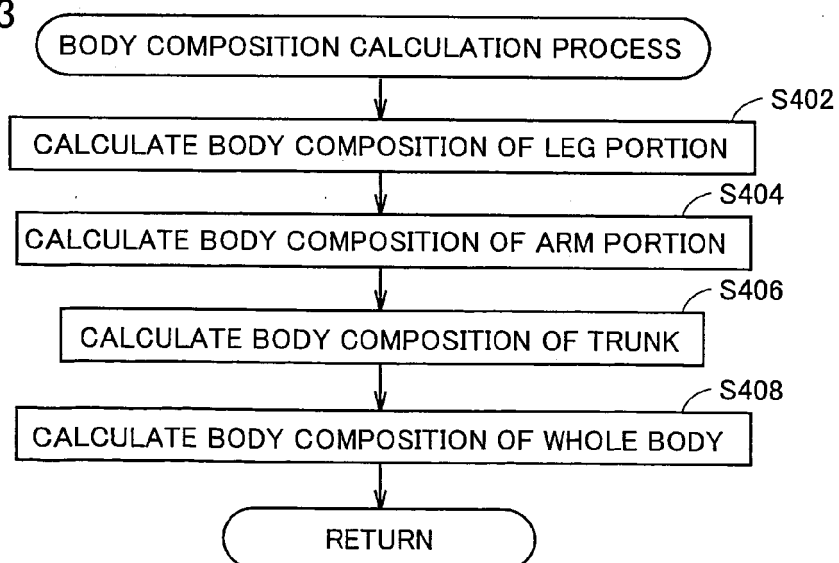 3
BODY COMPOSITION CALCULATION PROCESS
S402
CALCULATE BODY COMPOSITION OF LEG PORTION
S404
CALCULATE BODY COMPOSITION OF ARM PORTION
S406
CALCULATE BODY COMPOSITION OF TRUNK
S408
CALCULATE BODY COMPOSITION OF WHOLE BODY
RETURN